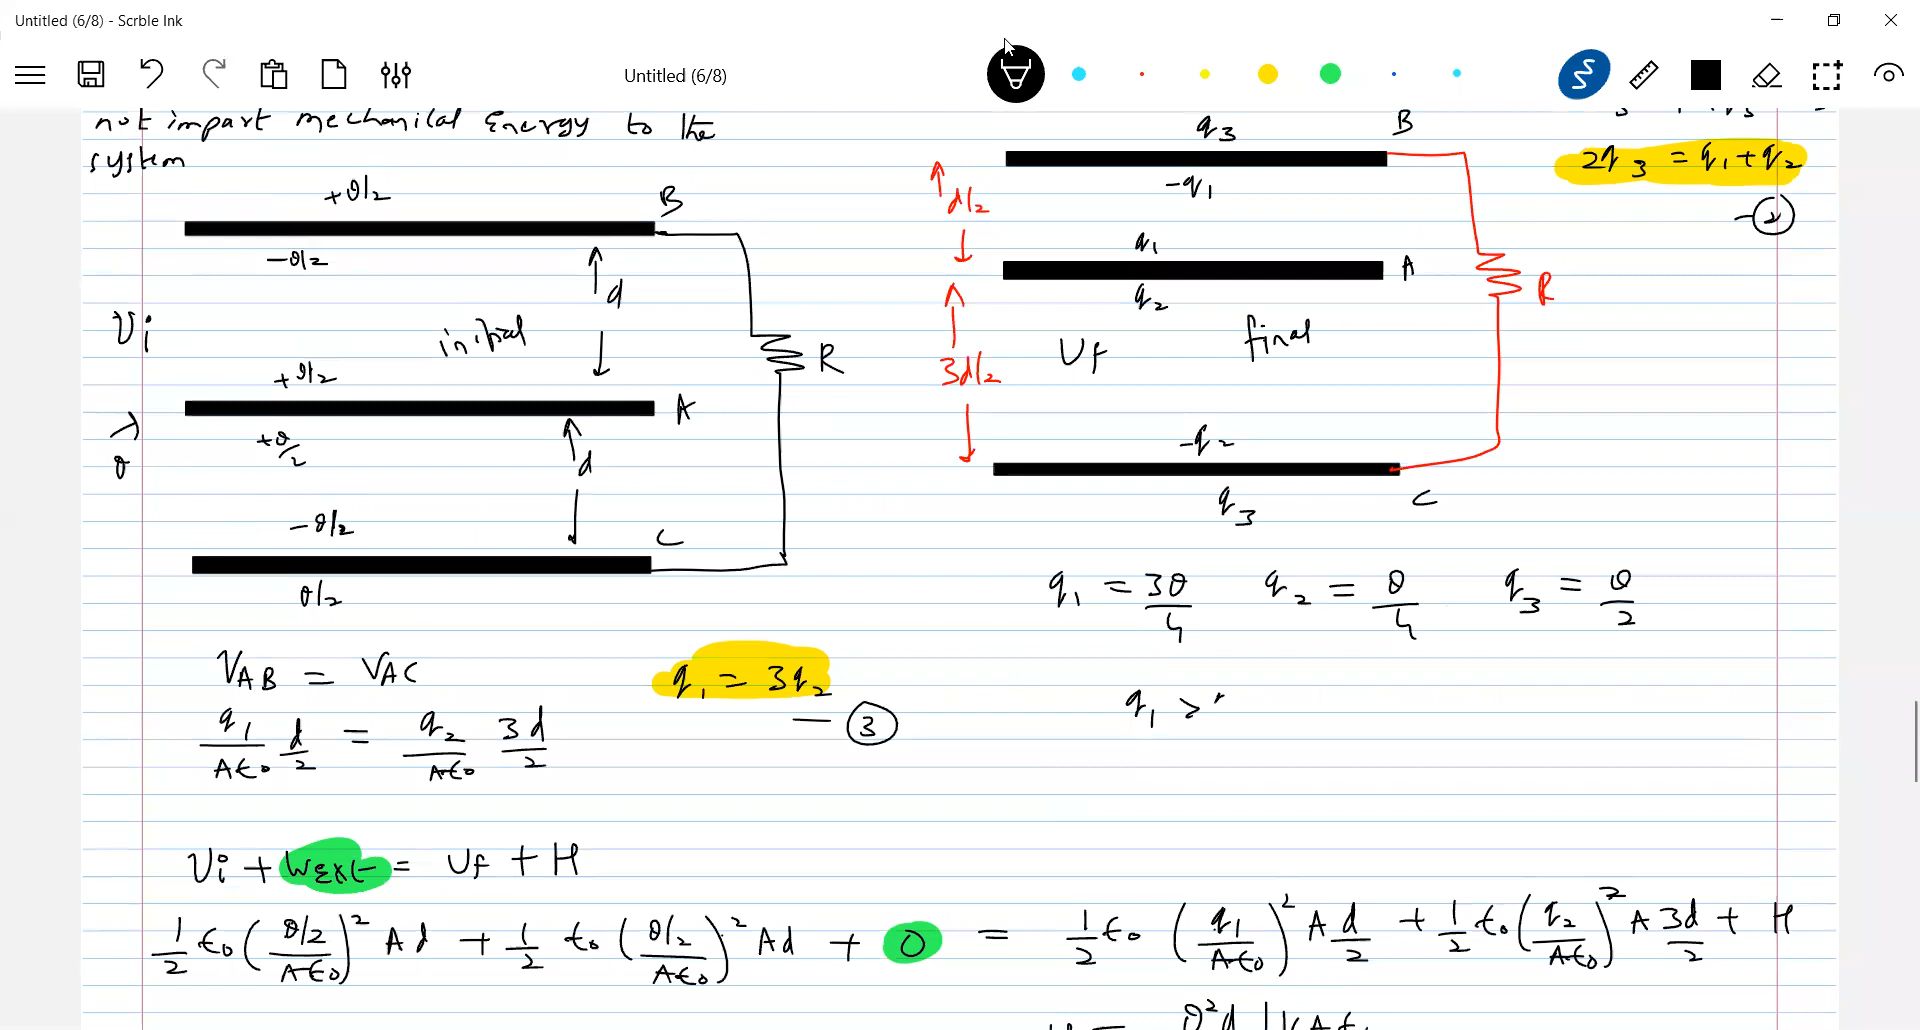 Untitled (6/8) - Scrble Ink
Untitled (6/8)
not impart mechanical Energy to the
system
+Q/2 B
-Q/2
d
Ui initial
R
+Q/2
A
+Q/2
d
-Q/2
C
Q/2
q3 B
-q1
d/2
q1
A
q2
R
Uf final
3d/2
-q2
C
q3
2q3 = q1+q2
-②
q1 = 3Q/4 q2 = Q/4 q3 = Q/2
VAB = VAC
q1 = 3q2
- ③
q1/Aϵ0 d/2 = q2/Aϵ0 3d/2
q1 >
Ui + WExt = Uf + H
1/2 ϵ0 ((Q/2)/Aϵ0)² Ad + 1/2 ϵ0 ((Q/2)/Aϵ0)² Ad + 0 = 1/2 ϵ0 (q1/Aϵ0)² A d/2 + 1/2 ϵ0 (q2/Aϵ0)² A 3d/2 + H